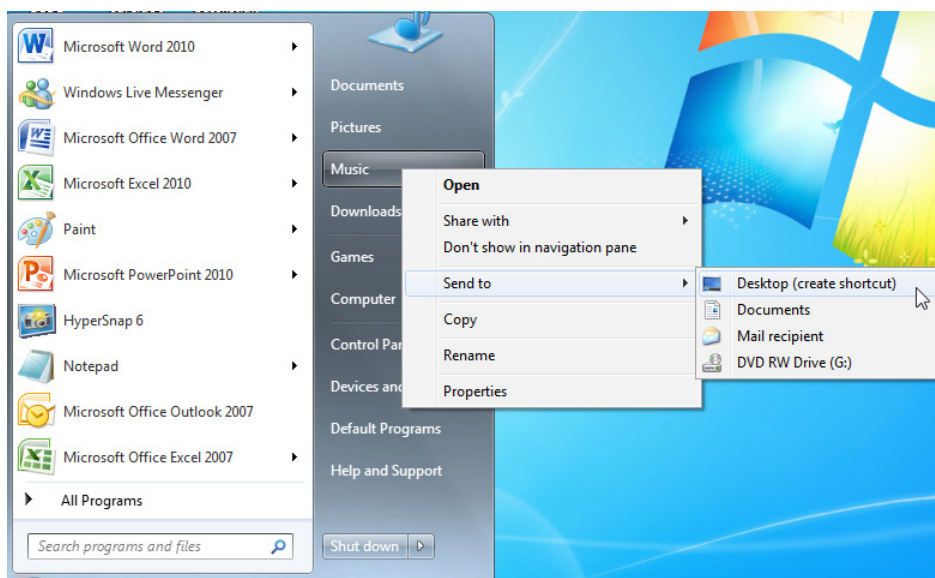 Microsoft Word 2010
Windows Live Messenger
Microsoft Office Word 2007
Microsoft Excel 2010
Paint
Microsoft PowerPoint 2010
HyperSnap 6
Notepad
Microsoft Office Outlook 2007
Microsoft Office Excel 2007
All Programs
Search programs and files
Documents
Pictures
Music
Downloads
Games
Computer
Control Pa
Devices and
Default Programs
Help and Support
Shut down
Open
Share with
Don't show in navigation pane
Send to
Copy
Rename
Properties
Desktop (create shortcut)
Documents
Mail recipient
DVD RW Drive (G:)